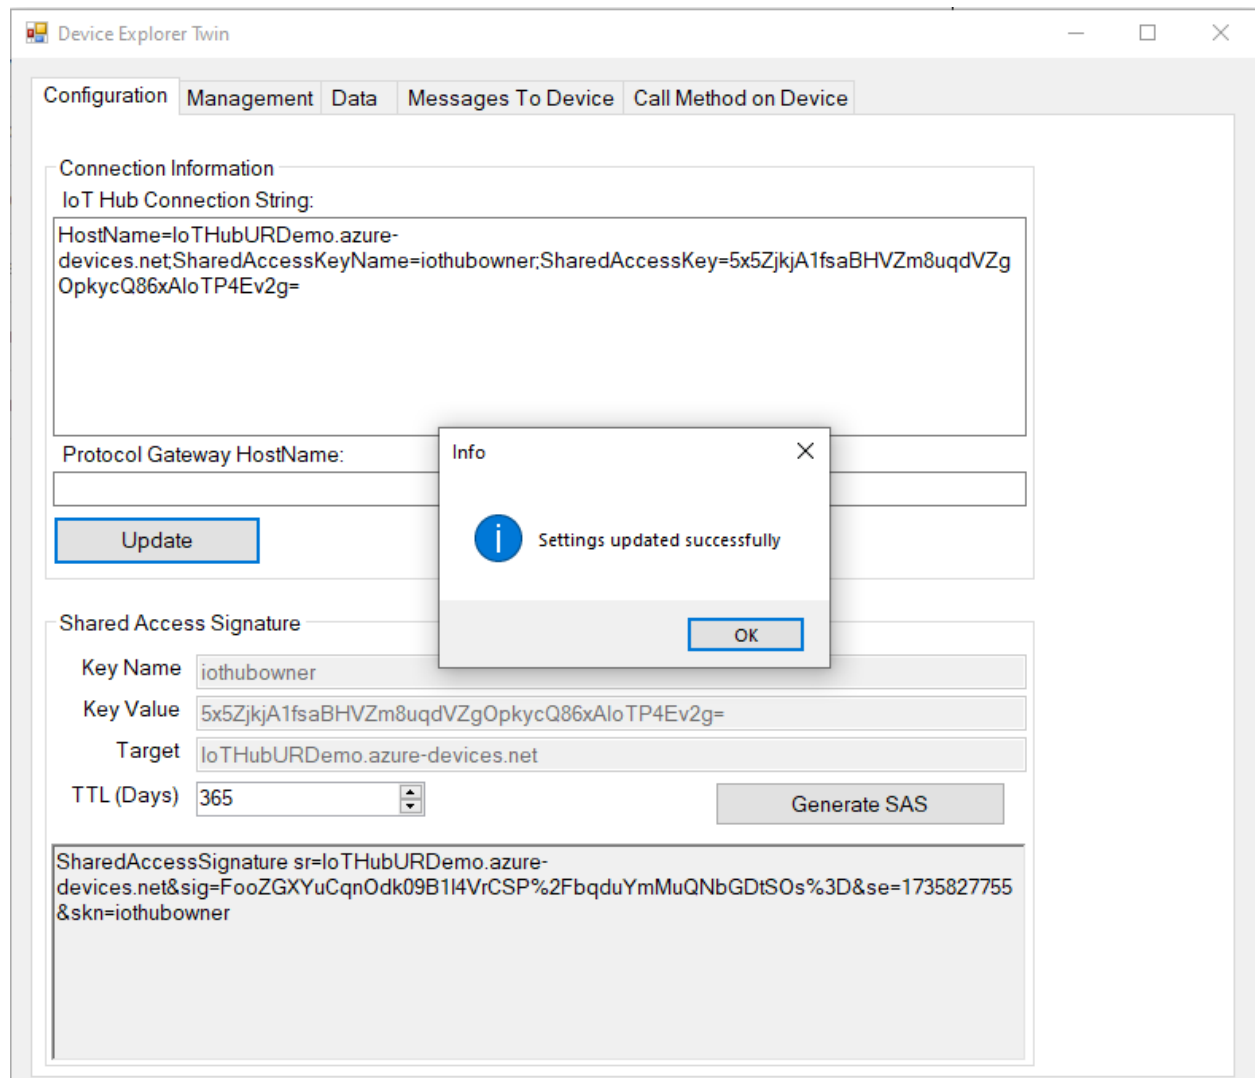 Device Explorer Twin
Configuration Management Data Messages To Device Call Method on Device
Connection Information
IoT Hub Connection String:
HostName=IoTHubURDemo.azure-
devices.net;SharedAccessKeyName=iothubowner;SharedAccessKey=5x5ZjkjA1fsaBHVZm8uqdVZg
OpkycQ86xAIoTP4Ev2g=
Protocol Gateway HostName:
Update
Info
Settings updated successfully
OK
Shared Access Signature
Key Name iothubowner
Key Value 5x5ZjkjA1fsaBHVZm8uqdVZgOpkycQ86xAIoTP4Ev2g=
Target IoTHubURDemo.azure-devices.net
TTL (Days) 365
Generate SAS
SharedAccessSignature sr=IoTHubURDemo.azure-
devices.net&sig=FooZGXYuCqnOdk09B1I4VrCSP%2FbqduYmMuQNbGDtSOs%3D&se=1735827755
&skn=iothubowner